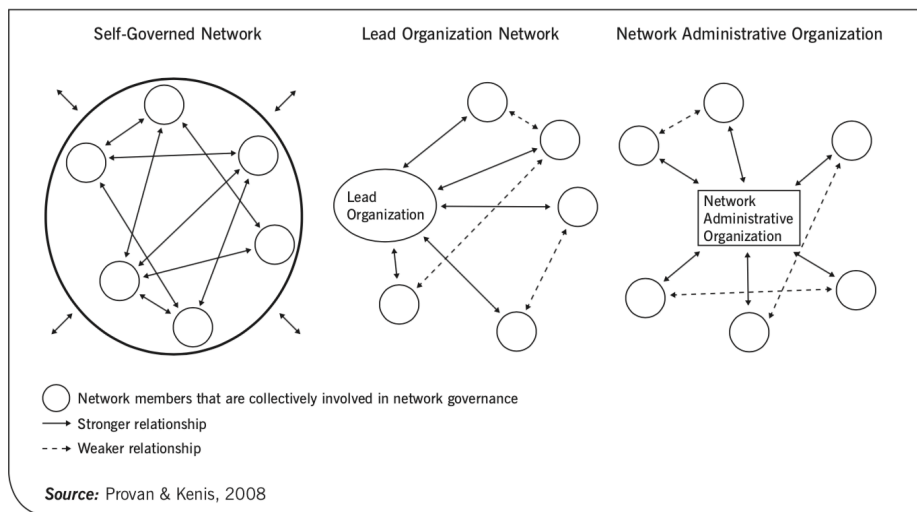 Self-Governed Network
Lead Organization Network
Network Administrative Organization
Lead
Organization
Network
Administrative
Organization
Network members that are collectively involved in network governance
Stronger relationship
Weaker relationship
Source: Provan & Kenis, 2008